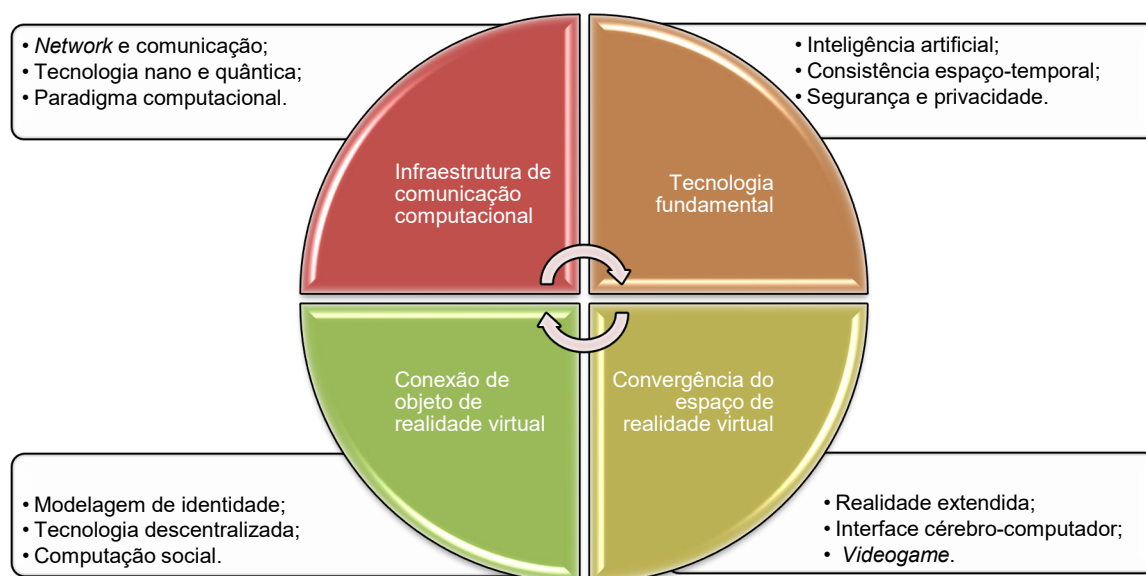 • Network e comunicação;
• Tecnologia nano e quântica;
• Paradigma computacional.
• Inteligência artificial;
• Consistência espaço-temporal;
• Segurança e privacidade.
Infraestrutura de
comunicação
computacional
Tecnologia
fundamental
Conexão de
objeto de
realidade virtual
Convergência do
espaço de
realidade virtual
• Modelagem de identidade;
• Tecnologia descentralizada;
• Computação social.
• Realidade extendida;
• Interface cérebro-computador;
• Videogame.